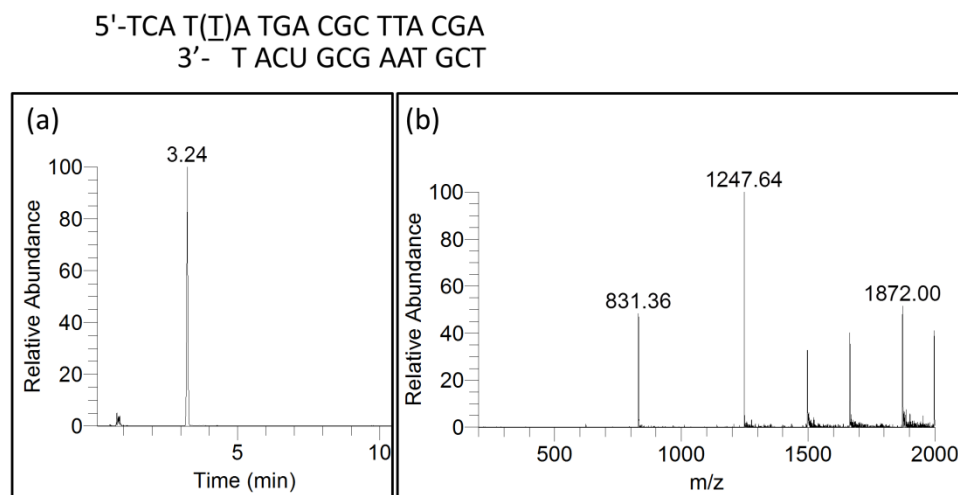 5'-TCA T(T)A TGA CGC TTA CGA
3’- T ACU GCG AAT GCT
(a)
3.24
100
80
60
40
20
0
Relative Abundance
5
10
Time (min)
(b)
1247.64
831.36
1872.00
100
80
60
40
20
0
Relative Abundance
500
1000
1500
2000
m/z